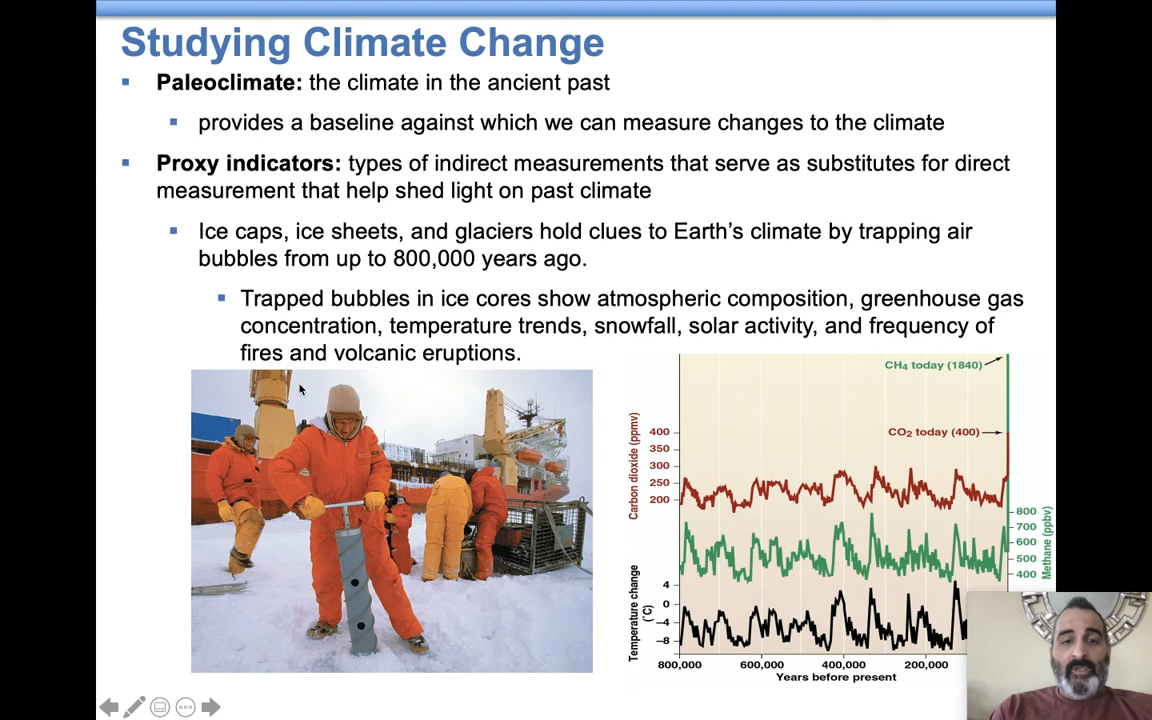 Studying Climate Change
▪ Paleoclimate: the climate in the ancient past
▪ provides a baseline against which we can measure changes to the climate
▪ Proxy indicators: types of indirect measurements that serve as substitutes for direct
measurement that help shed light on past climate
▪ Ice caps, ice sheets, and glaciers hold clues to Earth’s climate by trapping air
bubbles from up to 800,000 years ago.
▪ Trapped bubbles in ice cores show atmospheric composition, greenhouse gas
concentration, temperature trends, snowfall, solar activity, and frequency of
fires and volcanic eruptions.
CH4 today (1840)
CO2 today (400)
Carbon dioxide (ppmv)
400
350
300
250
200
800
700
600
500
400
Methane (ppbv)
Temperature change
(˚C)
4
0
–4
–8
800,000 600,000 400,000 200,000
Years before present